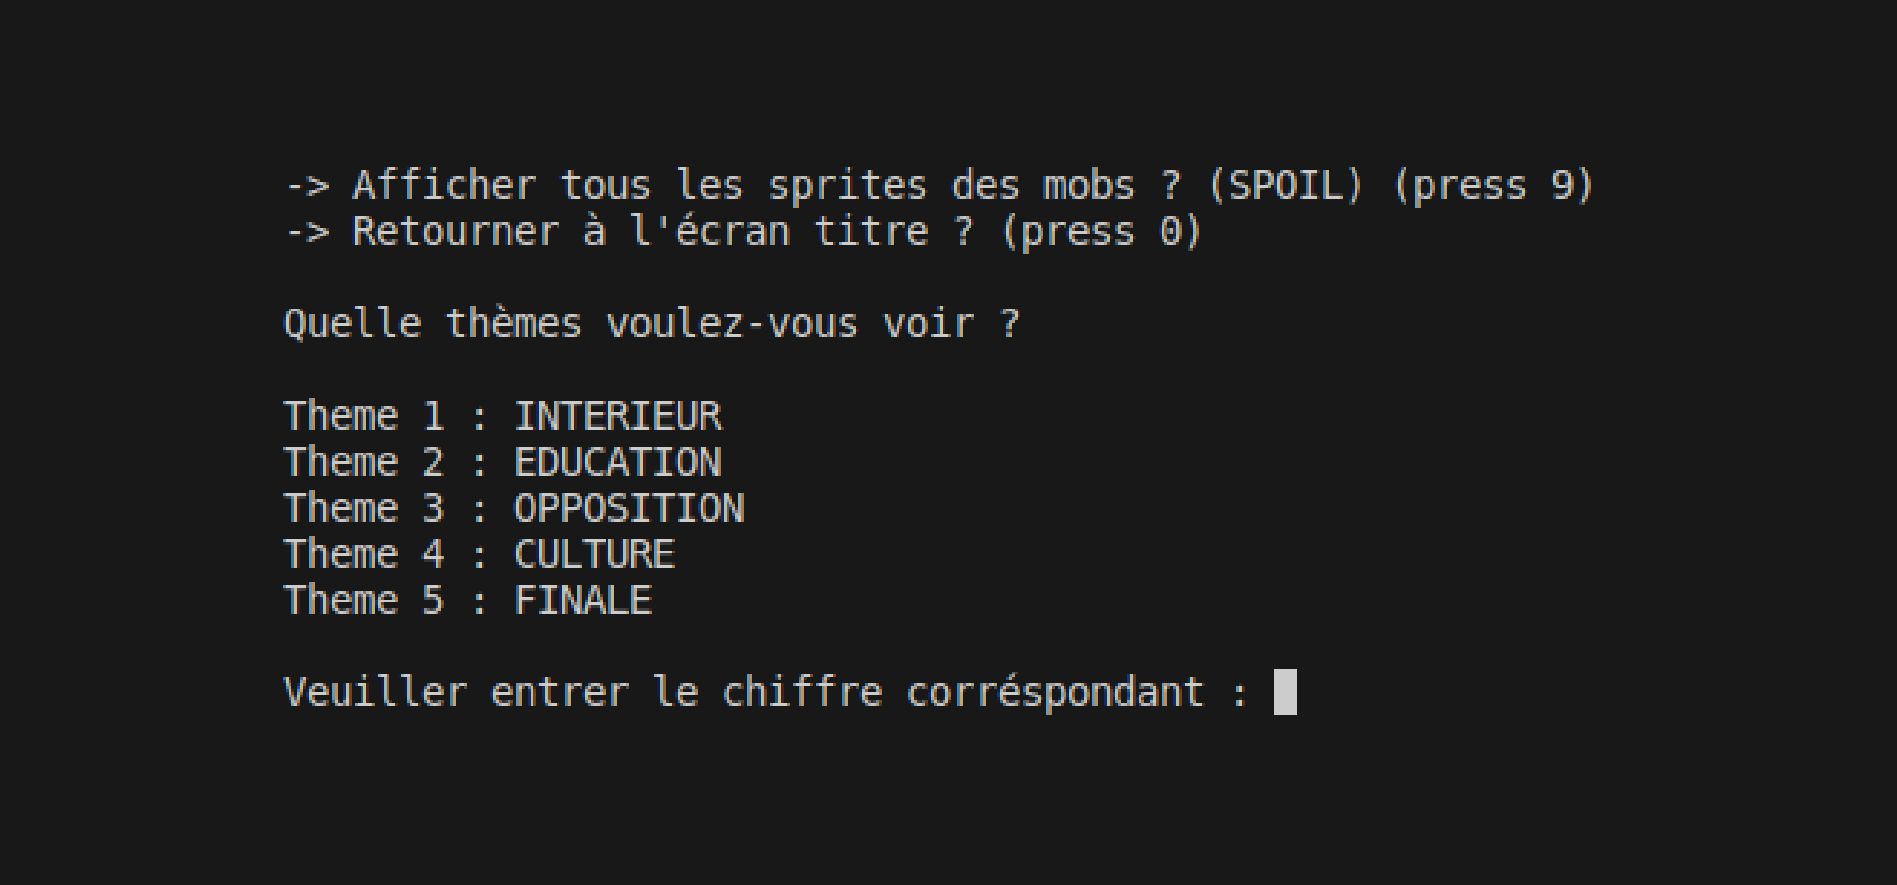 -> Afficher tous les sprites des mobs ? (SPOIL) (press 9)
-> Retourner à l'écran titre ? (press 0)
Quelle thèmes voulez-vous voir ?
Theme 1 : INTERIEUR
Theme 2 : EDUCATION
Theme 3 : OPPOSITION
Theme 4 : CULTURE
Theme 5 : FINALE
Veuiller entrer le chiffre corréspondant :